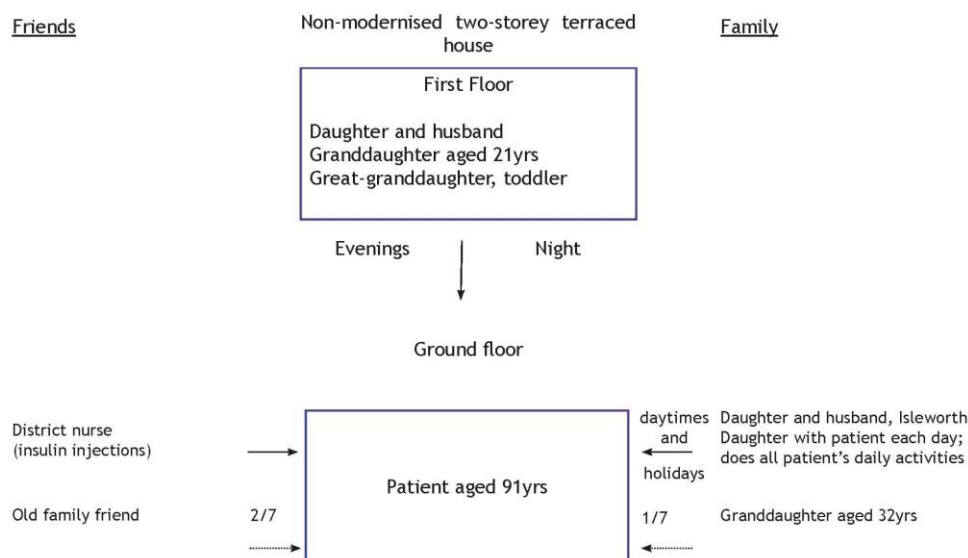 Friends
Non-modernised two-storey terraced
house
Family
First Floor
Daughter and husband
Granddaughter aged 21yrs
Great-granddaughter, toddler
Evenings
Night
Ground floor
District nurse
(insulin injections)
daytimes
and
holidays
Daughter and husband, Isleworth
Daughter with patient each day;
does all patient's daily activities
Patient aged 91yrs
Old family friend
2/7
1/7
Granddaughter aged 32yrs